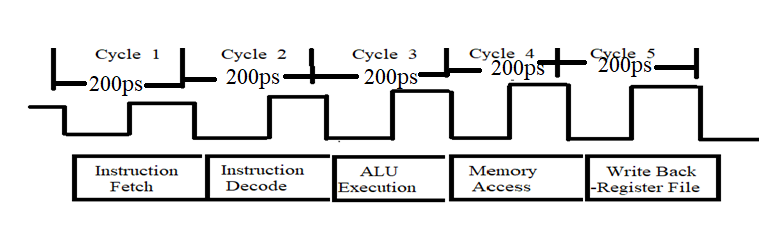 Cycle 1 Cycle 2 Cycle 3 Cycle 4 Cycle 5
200ps 200ps 200ps 200ps 200ps
Instruction Instruction ALU Memory Write Back
Fetch Decode Execution Access -Register File